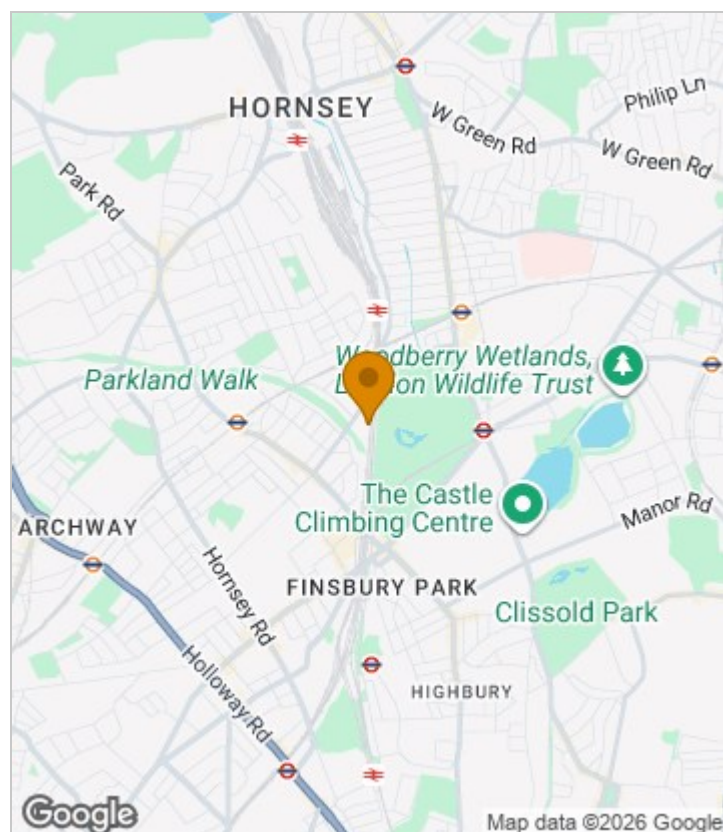 HORNSEY
Philip Ln
W Green Rd
W Green Rd
Park Rd
Woodberry Wetlands,
London Wildlife Trust
Parkland Walk
The Castle
Climbing Centre
Manor Rd
ARCHWAY
Hornsey Rd
FINSBURY PARK
Clissold Park
Holloway Rd
HIGHBURY
Google
Map data ©2026 Google